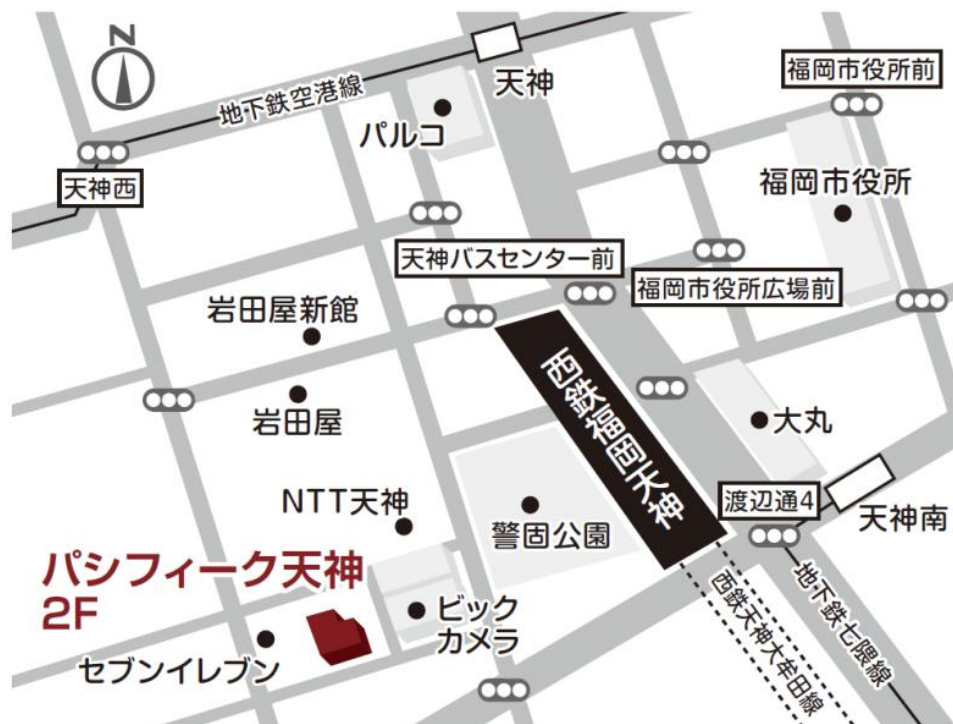 N
地下鉄空港線
天神
福岡市役所前
パルコ
天神西
福岡市役所
天神バスセンター前
福岡市役所広場前
岩田屋新館
岩田屋
西鉄福岡天神
大丸
NTT天神
警固公園
渡辺通4
天神南
パシフィーク天神
2F
ビック
カメラ
セブンイレブン
西鉄天神大牟田線
地下鉄七隈線